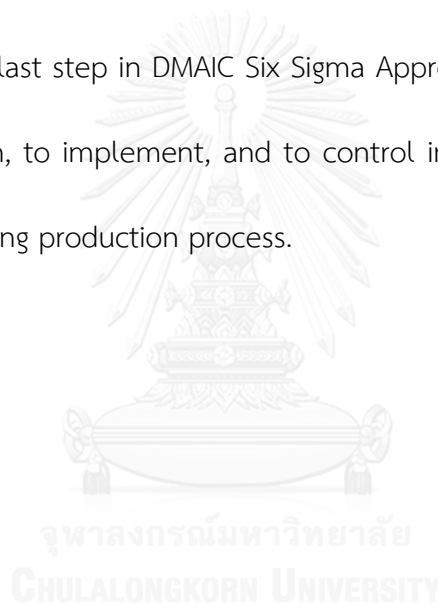 last step in DMAIC Six Sigma Appro
, to implement, and to control in
ng production process.
จุฬาลงกรณ์มหาวิทยาลัย
CHULALONGKORN UNIVERSITY